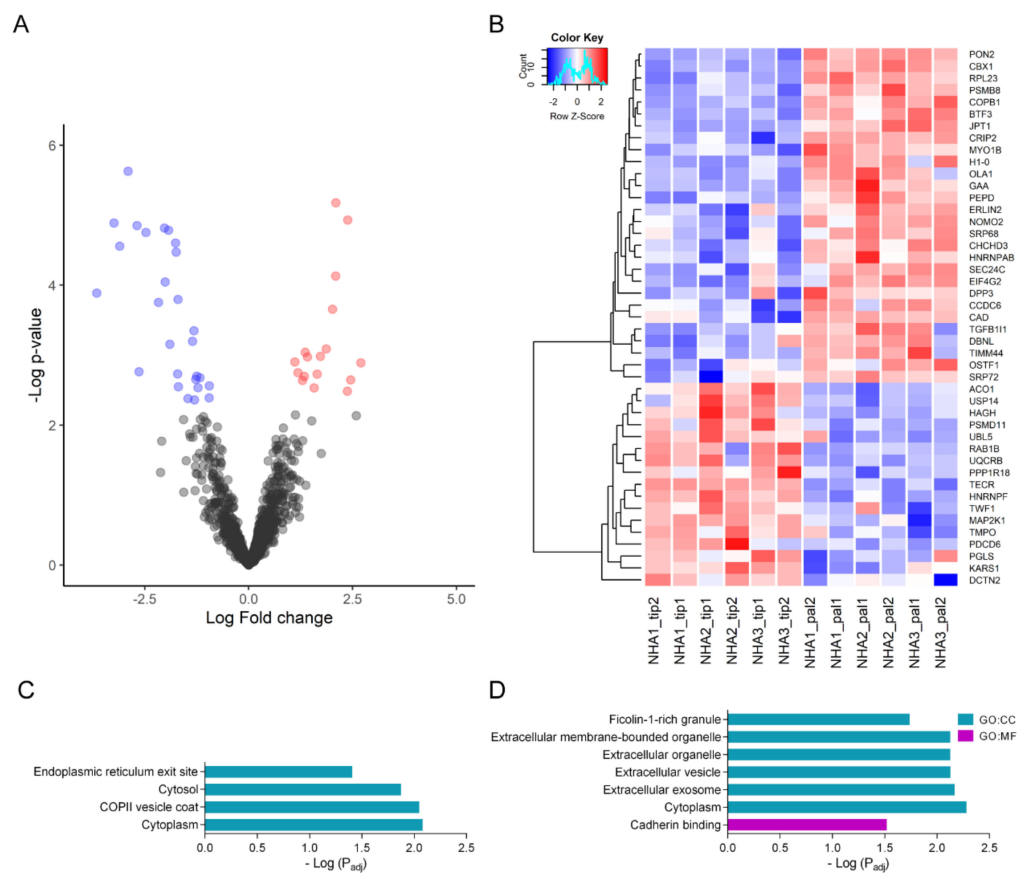 A
6
4
2
0
-Log p-value
-2.5
0.0
2.5
5.0
Log Fold change
B
Color Key
Count
0
10
-2
0
1
2
Row Z-Score
PON2
CBX1
RPL23
PSMB8
COPB1
BTF3
JPT1
CRIP2
MYO1B
H1-0
OLA1
GAA
PEPD
ERLIN2
NOMO2
SRP68
CHCHD3
HNRNPAB
SEC24C
EIF4G2
DPP3
CCDC6
CAD
TGFB1I1
DBNL
TIMM44
OSTF1
SRP72
ACO1
USP14
HAGH
PSMD11
UBL5
RAB1B
UQCRB
PPP1R18
TECR
HNRNPF
TWF1
MAP2K1
TMPO
PDCD6
PGLS
KARS1
DCTN2
NHA1_tip2
NHA1_tip1
NHA2_tip1
NHA2_tip2
NHA3_tip1
NHA3_tip2
NHA1_pal2
NHA1_pal1
NHA2_pal1
NHA2_pal2
NHA3_pal1
NHA3_pal2
C
Endoplasmic reticulum exit site
Cytosol
COPII vesicle coat
Cytoplasm
0.0 0.5 1.0 1.5 2.0 2.5
- Log (Padj)
D
Ficolin-1-rich granule
Extracellular membrane-bounded organelle
Extracellular organelle
Extracellular vesicle
Extracellular exosome
Cytoplasm
Cadherin binding
0.0 0.5 1.0 1.5 2.0 2.5
- Log (Padj)
GO:CC
GO:MF